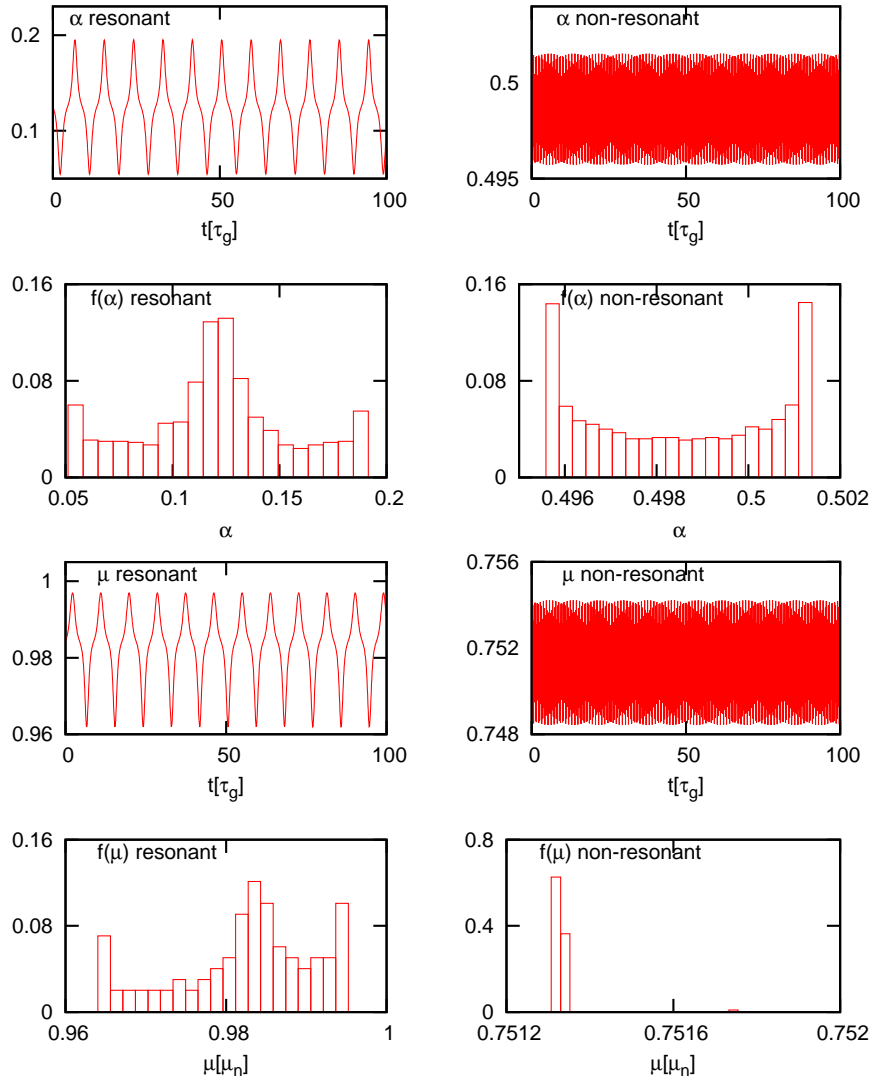 α resonant
0.2
0.1
0 50 100
t[τg]
α non-resonant
0.5
0.495
0 50 100
t[τg]
f(α) resonant
0.16
0.08
0
0.05 0.1 0.15 0.2
α
f(α) non-resonant
0.16
0.08
0
0.496 0.498 0.5 0.502
α
μ resonant
1
0.98
0.96
0 50 100
t[τg]
μ non-resonant
0.756
0.752
0.748
0 50 100
t[τg]
f(μ) resonant
0.16
0.08
0
0.96 0.98 1
μ[μn]
f(μ) non-resonant
0.8
0.4
0
0.7512 0.7516 0.752
μ[μn]